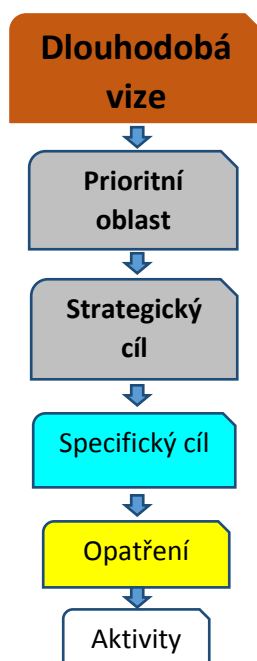 Dlouhodobá
vize
Prioritní
oblast
Strategický
cíl
Specifický cíl
Opatření
Aktivity